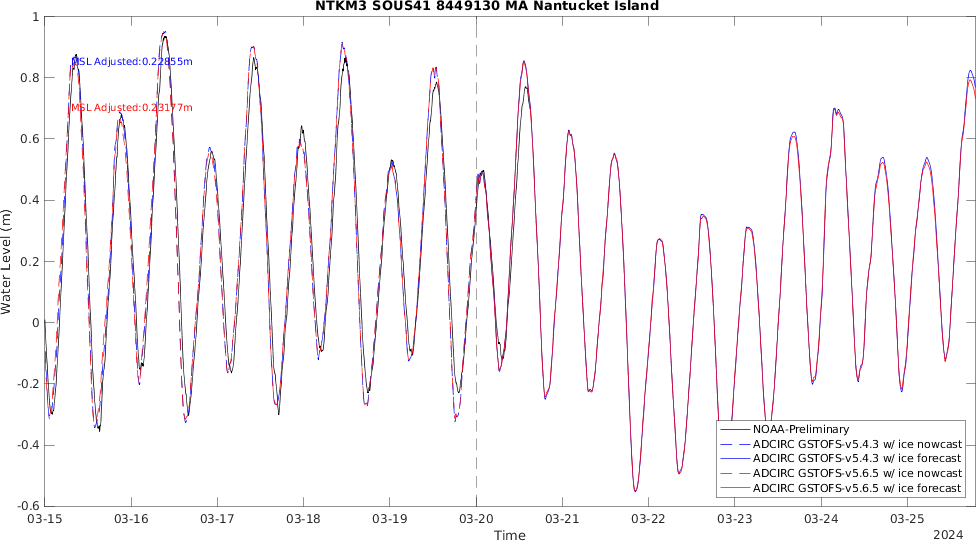 NTKM3 SOUS41 8449130 MA Nantucket Island
1
0.8
0.6
0.4
0.2
0
-0.2
-0.4
-0.6
Water Level (m)
MSL Adjusted:0.22855m
MSL Adjusted:0.23177m
NOAA-Preliminary
ADCIRC GSTOFS-v5.4.3 w/ ice nowcast
ADCIRC GSTOFS-v5.4.3 w/ ice forecast
ADCIRC GSTOFS-v5.6.5 w/ ice nowcast
ADCIRC GSTOFS-v5.6.5 w/ ice forecast
03-15 03-16 03-17 03-18 03-19 03-20 03-21 03-22 03-23 03-24 03-25
Time
2024